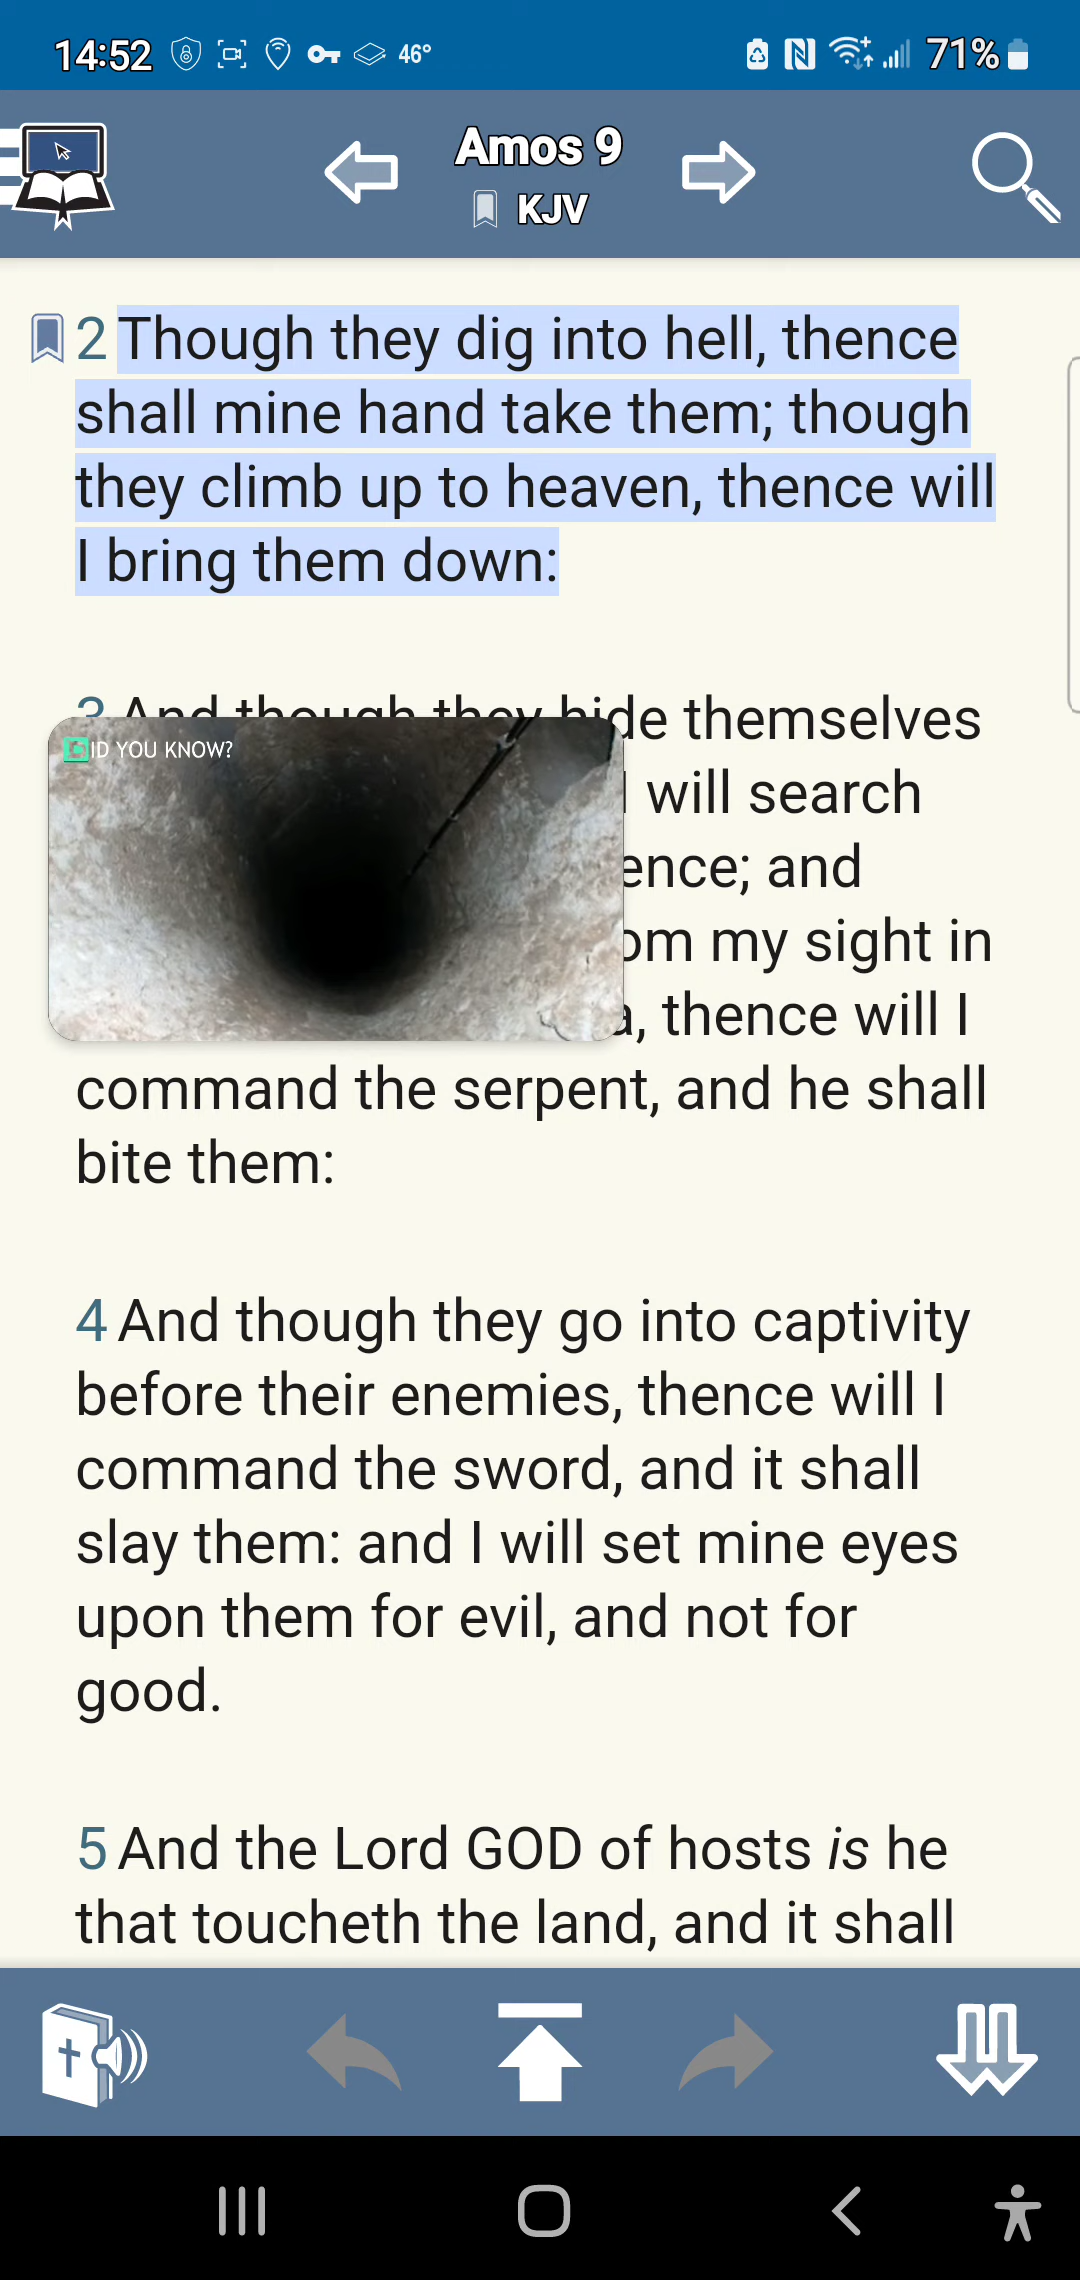 14:52 46° 71%
Amos 9
KJV
2 Though they dig into hell, thence
shall mine hand take them; though
they climb up to heaven, thence will
I bring them down:
3 And though they hide themselves
DID YOU KNOW?
I will search
and
my sight in
thence will I
command the serpent, and he shall
bite them:
4 And though they go into captivity
before their enemies, thence will I
command the sword, and it shall
slay them: and I will set mine eyes
upon them for evil, and not for
good.
5 And the Lord GOD of hosts is he
that toucheth the land, and it shall